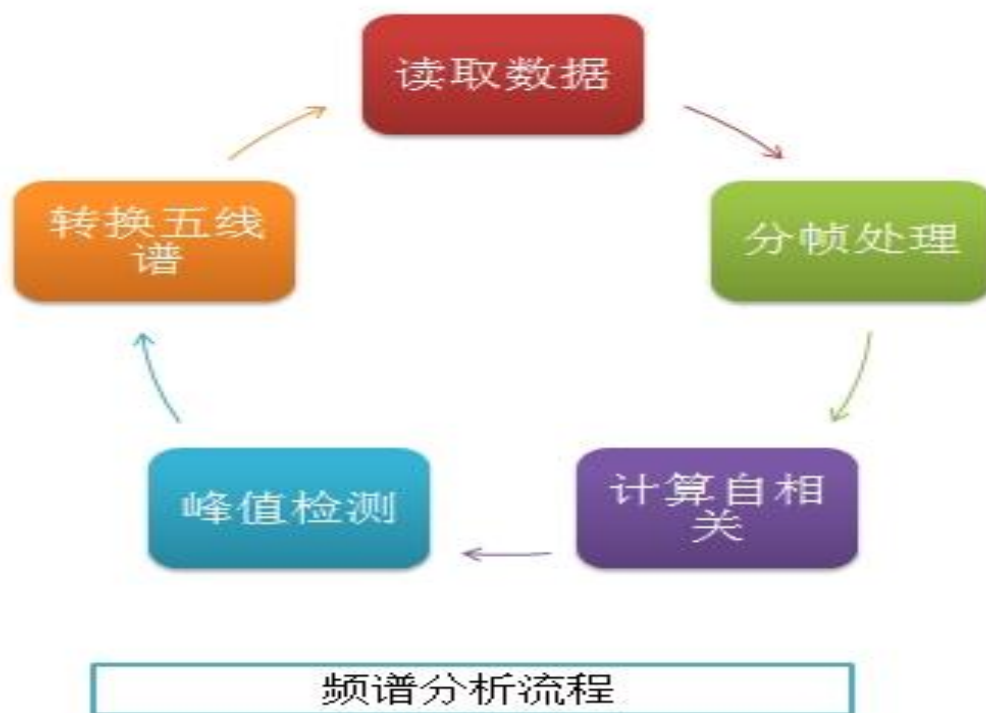 读取数据
分帧处理
计算自相
关
峰值检测
转换五线
谱
频谱分析流程